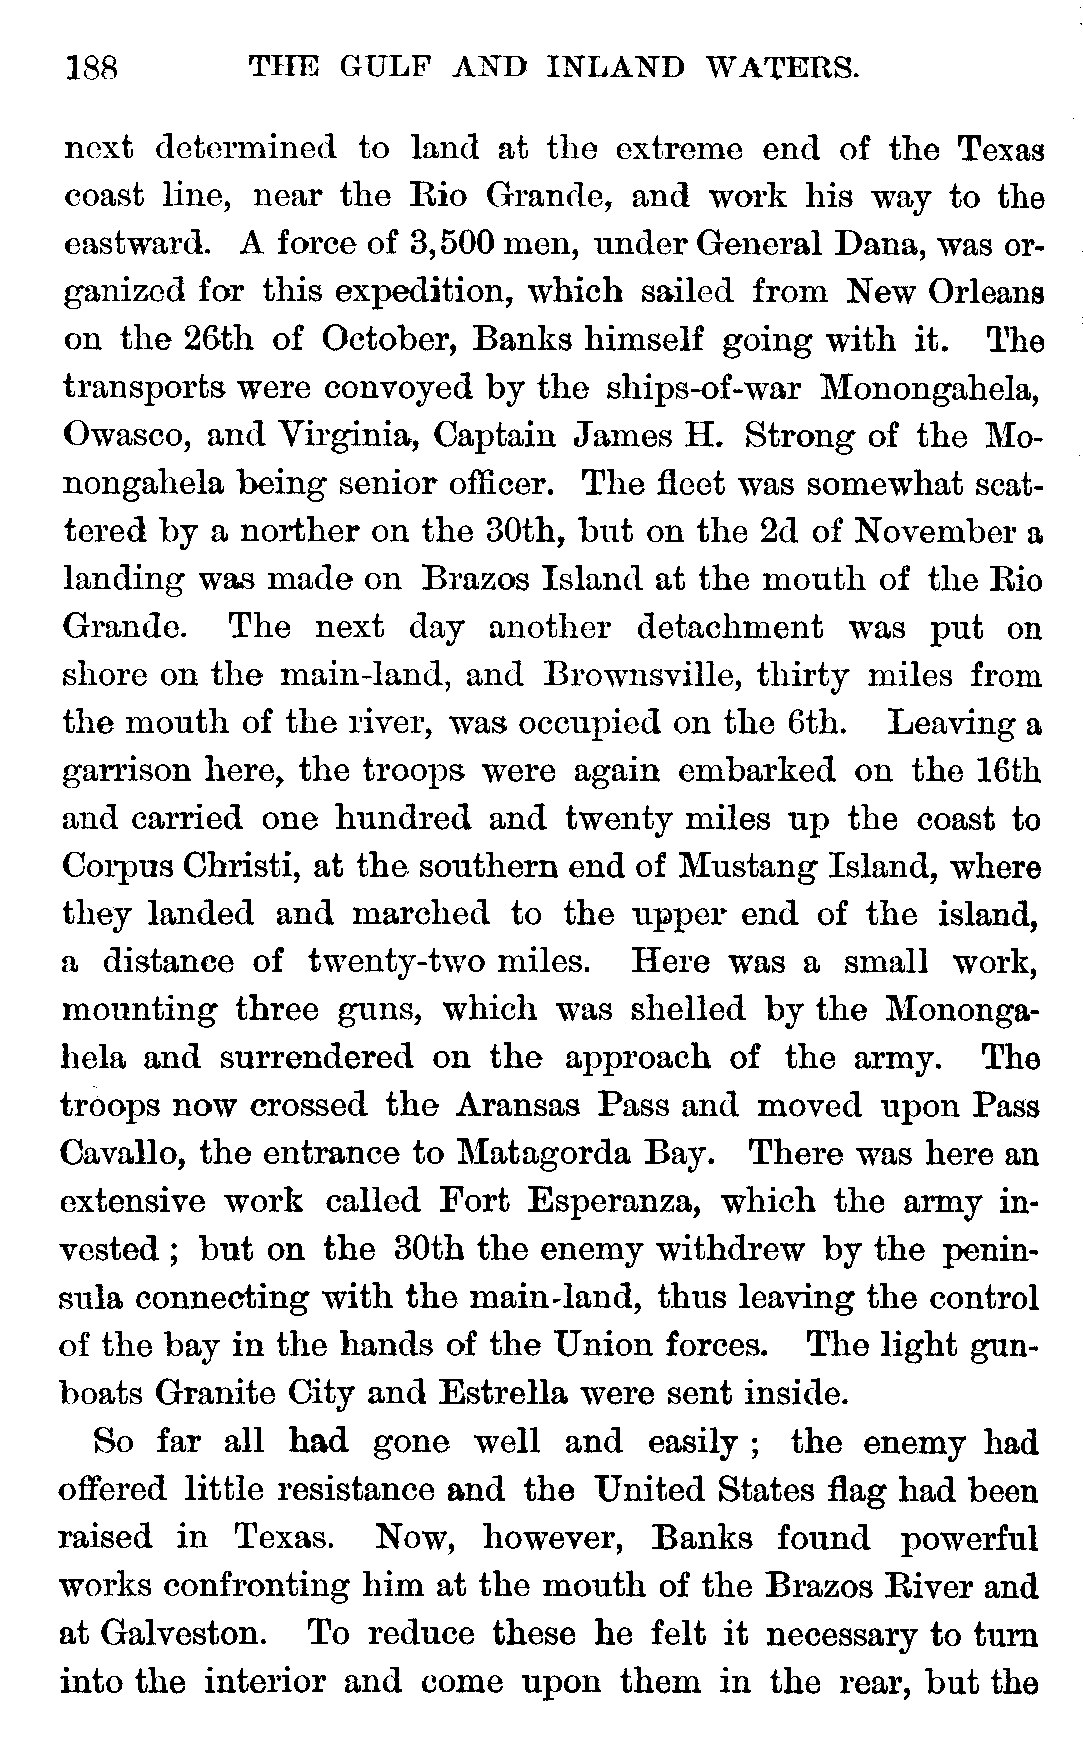 188 THE GULF AND INLAND WATERS.
next determined to land at the extreme end of the Texas
coast line, near the Rio Grande, and work his way to the
eastward. A force of 3,500 men, under General Dana, was or-
ganized for this expedition, which sailed from New Orleans
on the 26th of October, Banks himself going with it. The
transports were convoyed by the ships-of-war Monongahela,
Owasco, and Virginia, Captain James H. Strong of the Mo-
nongahela being senior officer. The fleet was somewhat scat-
tered by a norther on the 30th, but on the 2d of November a
landing was made on Brazos Island at the mouth of the Rio
Grande. The next day another detachment was put on
shore on the main-land, and Brownsville, thirty miles from
the mouth of the river, was occupied on the 6th. Leaving a
garrison here, the troops were again embarked on the 16th
and carried one hundred and twenty miles up the coast to
Corpus Christi, at the southern end of Mustang Island, where
they landed and marched to the upper end of the island,
a distance of twenty-two miles. Here was a small work,
mounting three guns, which was shelled by the Mononga-
hela and surrendered on the approach of the army. The
troops now crossed the Aransas Pass and moved upon Pass
Cavallo, the entrance to Matagorda Bay. There was here an
extensive work called Fort Esperanza, which the army in-
vested ; but on the 30th the enemy withdrew by the penin-
sula connecting with the main-land, thus leaving the control
of the bay in the hands of the Union forces. The light gun-
boats Granite City and Estrella were sent inside.
So far all had gone well and easily ; the enemy had
offered little resistance and the United States flag had been
raised in Texas. Now, however, Banks found powerful
works confronting him at the mouth of the Brazos River and
at Galveston. To reduce these he felt it necessary to turn
into the interior and come upon them in the rear, but the